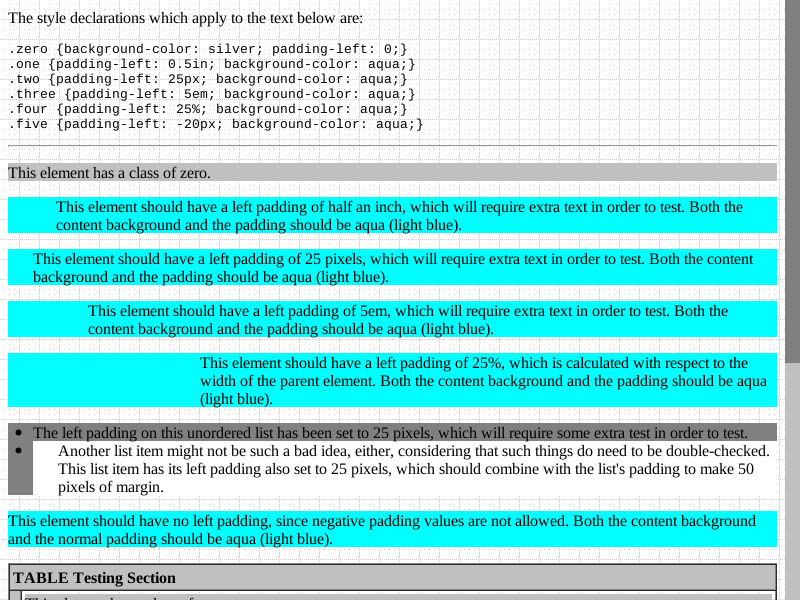 The style declarations which apply to the text below are:
.zero {background-color: silver; padding-left: 0;}
.one {padding-left: 0.5in; background-color: aqua;}
.two {padding-left: 25px; background-color: aqua;}
.three {padding-left: 5em; background-color: aqua;}
.four {padding-left: 25%; background-color: aqua;}
.five {padding-left: -20px; background-color: aqua;}
This element has a class of zero.
This element should have a left padding of half an inch, which will require extra text in order to test. Both the
content background and the padding should be aqua (light blue).
This element should have a left padding of 25 pixels, which will require extra text in order to test. Both the content
background and the padding should be aqua (light blue).
This element should have a left padding of 5em, which will require extra text in order to test. Both the
content background and the padding should be aqua (light blue).
This element should have a left padding of 25%, which is calculated with respect to the
width of the parent element. Both the content background and the padding should be aqua
(light blue).
The left padding on this unordered list has been set to 25 pixels, which will require some extra test in order to test.
Another list item might not be such a bad idea, either, considering that such things do need to be double-checked.
This list item has its left padding also set to 25 pixels, which should combine with the list's padding to make 50
pixels of margin.
This element should have no left padding, since negative padding values are not allowed. Both the content background
and the normal padding should be aqua (light blue).
TABLE Testing Section